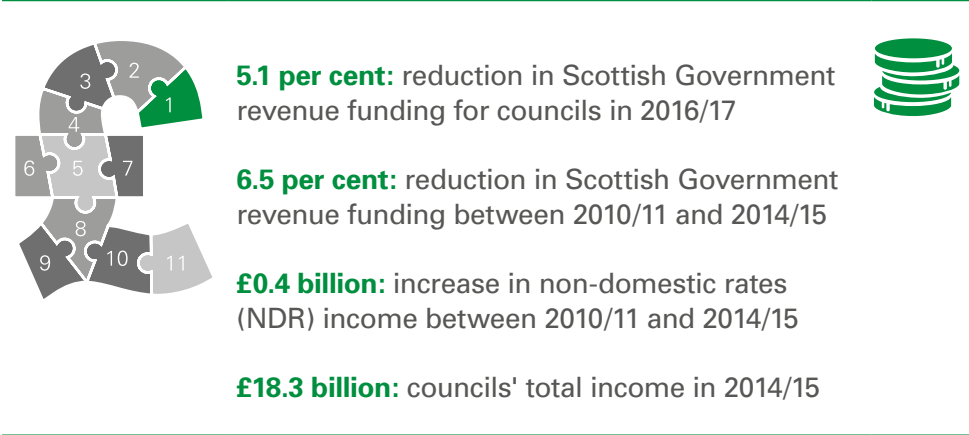 1
2
3
4
5
6
7
8
9
10
11
5.1 per cent: reduction in Scottish Government
revenue funding for councils in 2016/17
6.5 per cent: reduction in Scottish Government
revenue funding between 2010/11 and 2014/15
£0.4 billion: increase in non-domestic rates
(NDR) income between 2010/11 and 2014/15
£18.3 billion: councils' total income in 2014/15